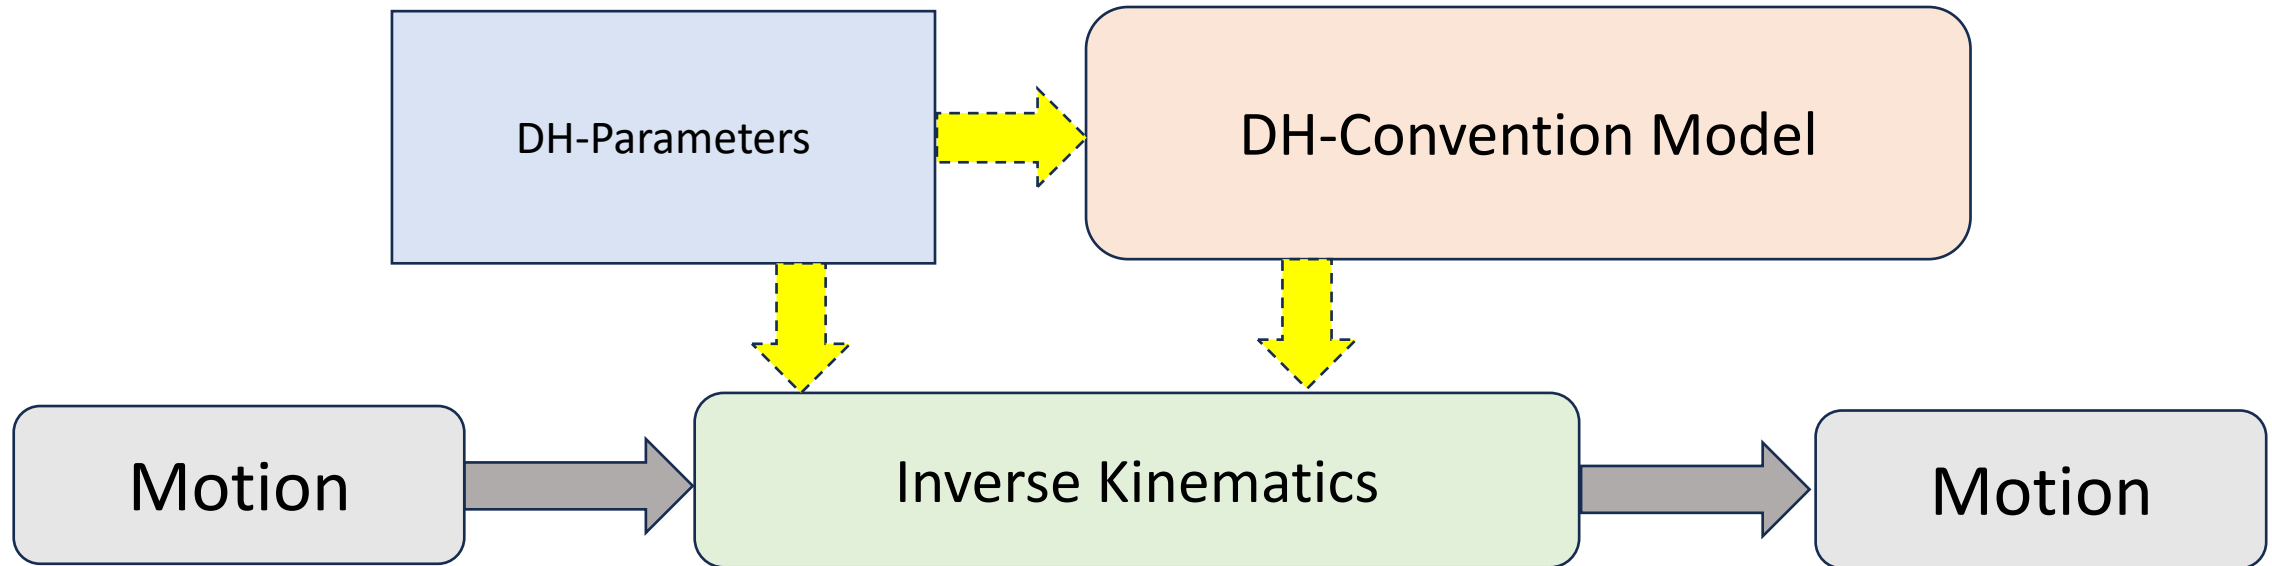 DH-Parameters
DH-Convention Model
Motion
Inverse Kinematics
Motion